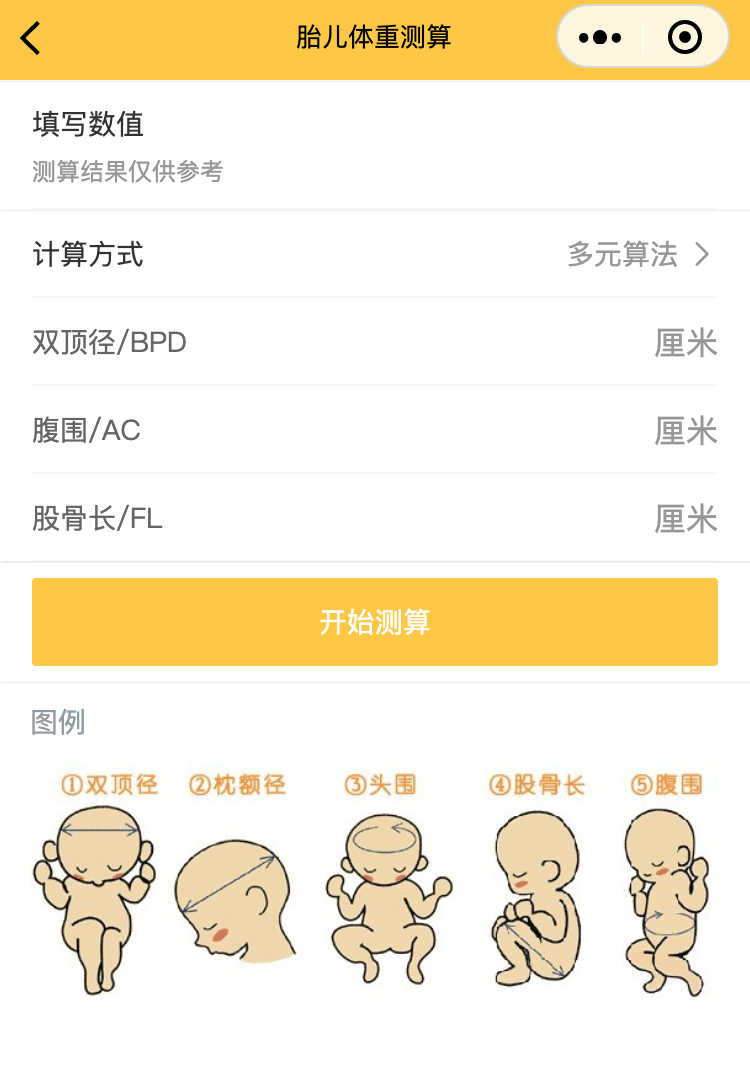 胎儿体重测算
填写数值
测算结果仅供参考
计算方式 多元算法
双顶径/BPD 厘米
腹围/AC 厘米
股骨长/FL 厘米
开始测算
图例
①双顶径 ②枕额径 ③头围 ④股骨长 ⑤腹围